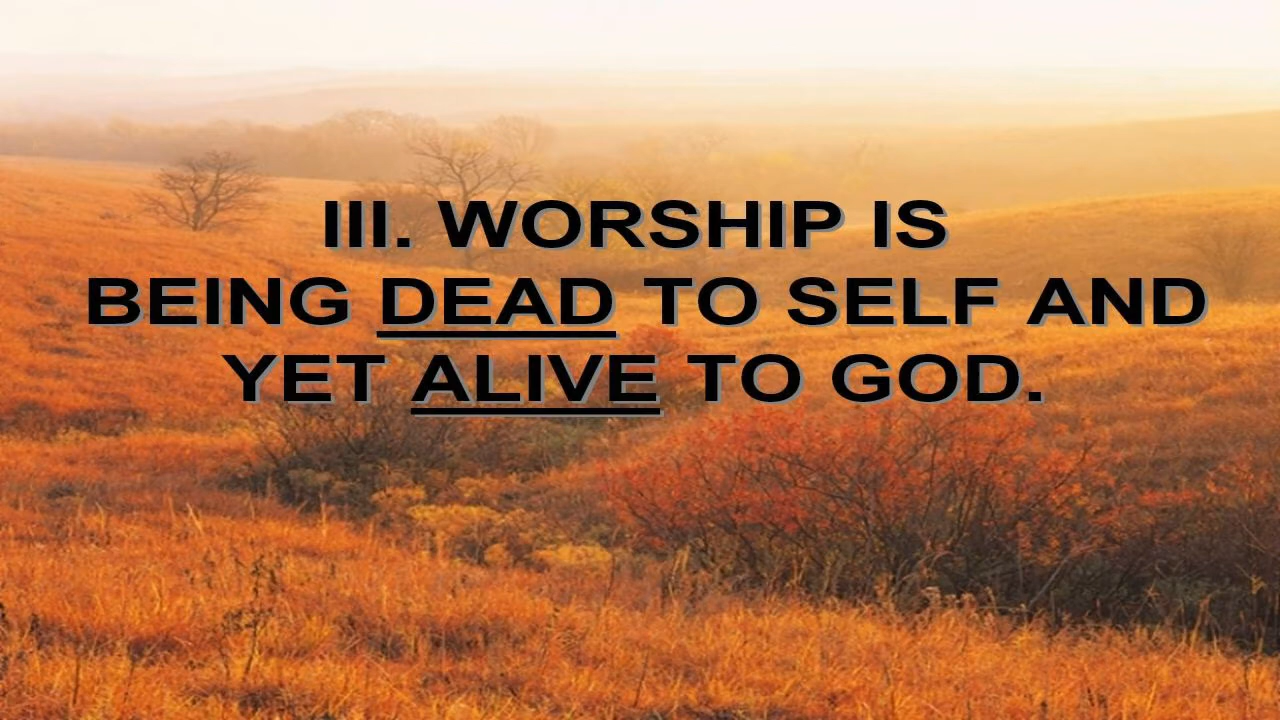 III. WORSHIP IS
BEING DEAD TO SELF AND
YET ALIVE TO GOD.